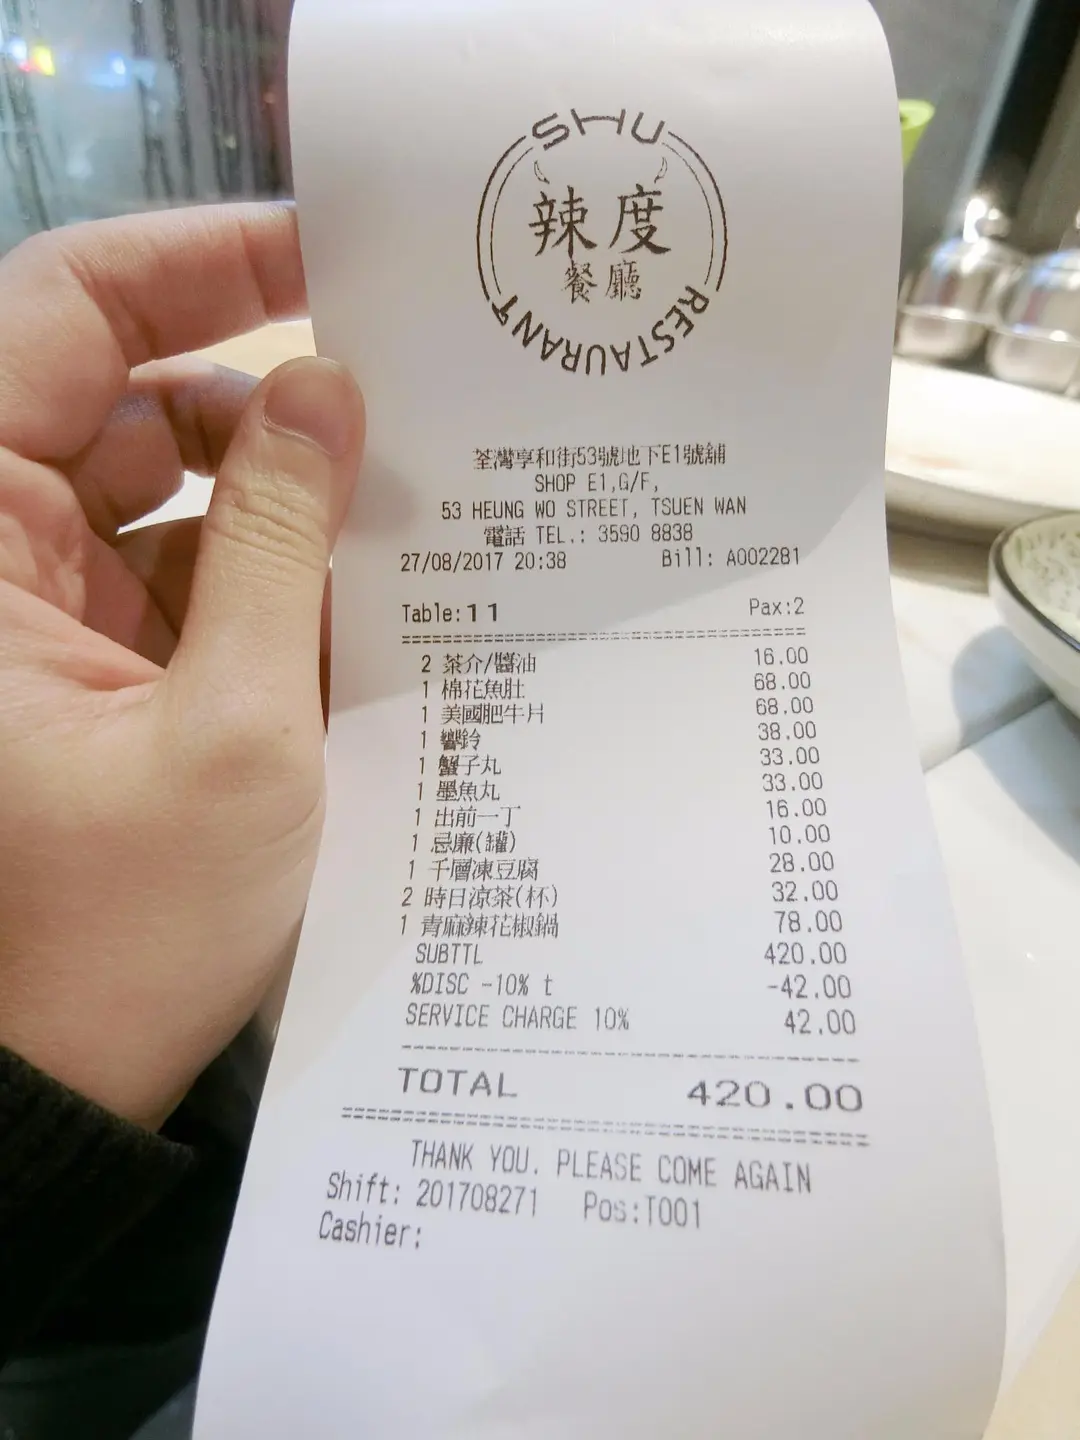 SHU
辣度
餐廳
RESTAURANT
荃灣享和街53號地下E1號舖
SHOP E1,G/F,
53 HEUNG WO STREET, TSUEN WAN
電話 TEL.: 3590 8838
27/08/2017 20:38 Bill: A002281
Table:11 Pax:2
2 茶介/醬油 16.00
1 棉花魚肚 68.00
1 美國肥牛片 68.00
1 響鈴 38.00
1 蟹子丸 33.00
1 墨魚丸 33.00
1 出前一丁 16.00
1 忌廉(罐) 10.00
1 千層凍豆腐 28.00
2 時日涼茶(杯) 32.00
1 青麻辣花椒鍋 78.00
SUBTTL 420.00
%DISC -10% t -42.00
SERVICE CHARGE 10% 42.00
TOTAL 420.00
THANK YOU. PLEASE COME AGAIN
Shift: 201708271 Pos:T001
Cashier: